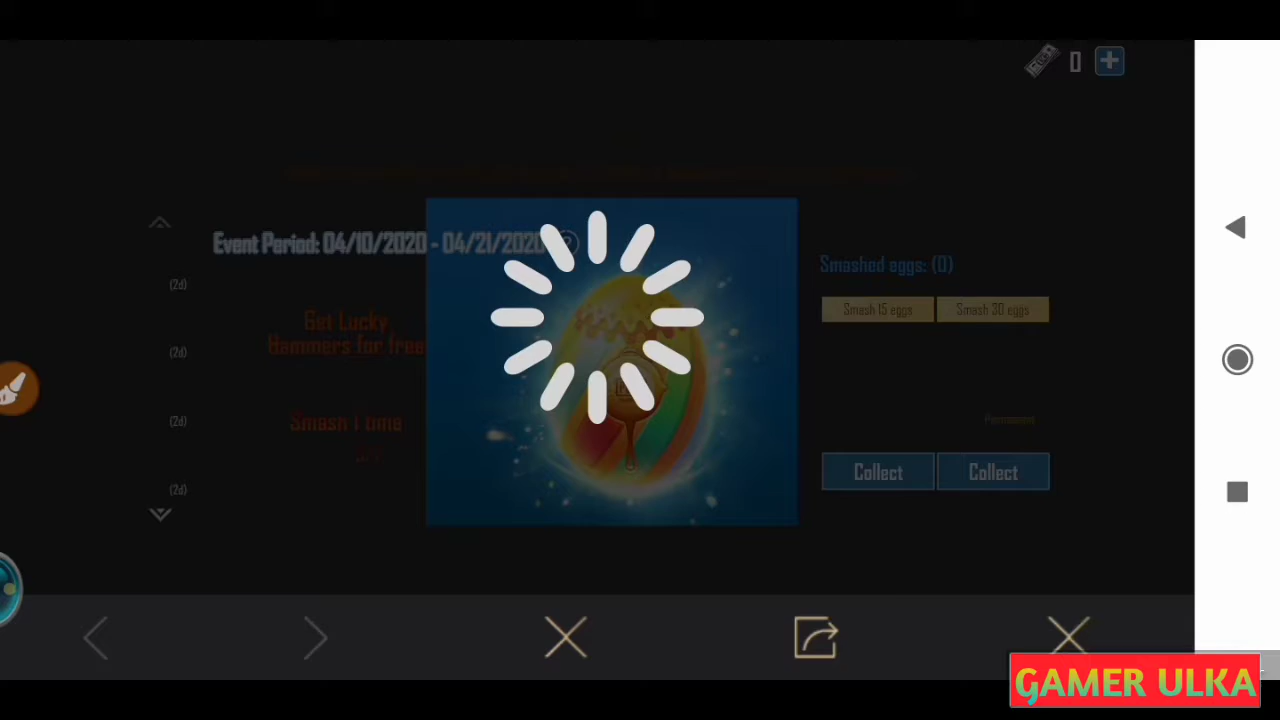 0
Event Period: 04/10/2020 - 04/21/2020
Smashed eggs: (0)
(2d)
Smash 15 eggs
Smash 30 eggs
Get Lucky
Hammers for free
(2d)
(2d)
Smash 1 time
Permanent
Collect
Collect
(2d)
GAMER ULKA